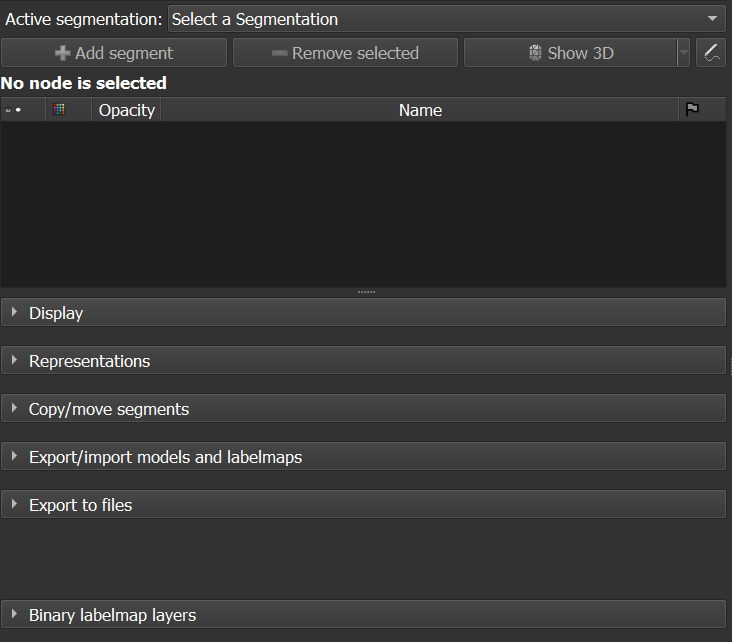 Active segmentation: Select a Segmentation
Add segment Remove selected Show 3D
No node is selected
Opacity Name
Display
Representations
Copy/move segments
Export/import models and labelmaps
Export to files
Binary labelmap layers